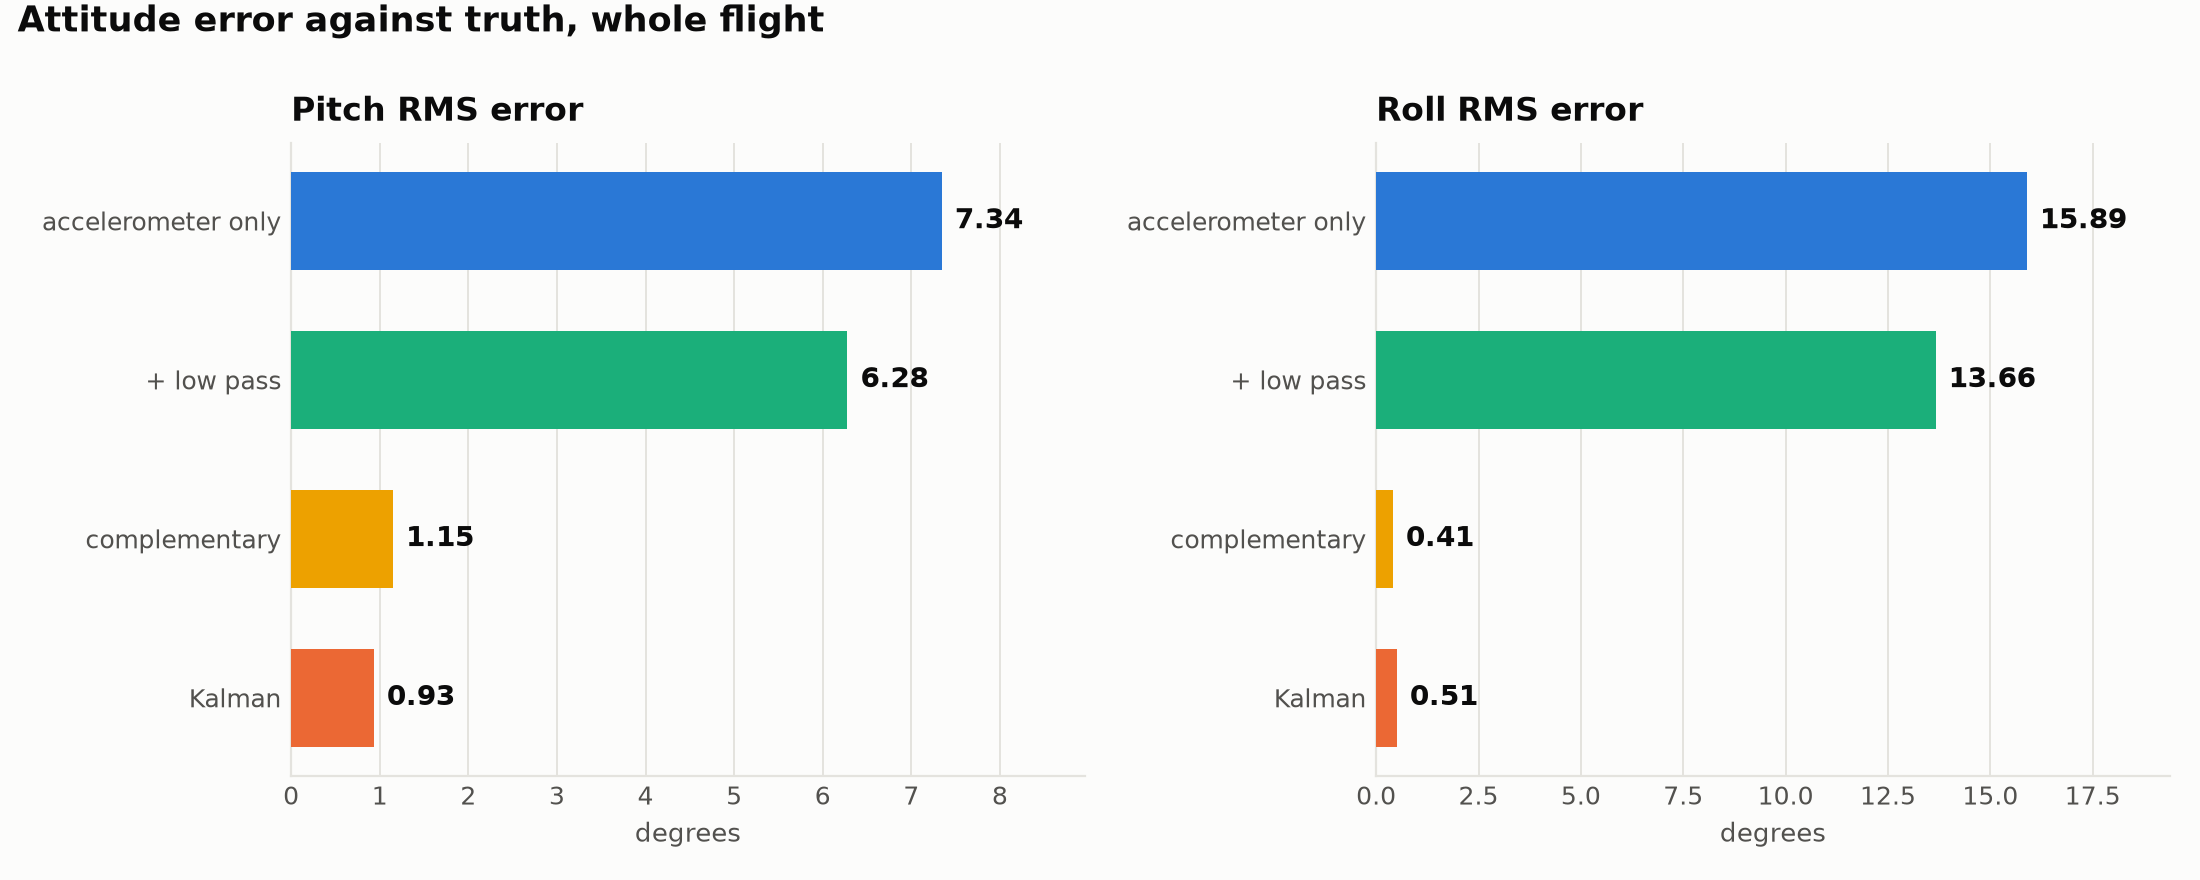 Attitude error against truth, whole flight
Pitch RMS error
accelerometer only
7.34
+ low pass
6.28
complementary
1.15
Kalman
0.93
0 1 2 3 4 5 6 7 8
degrees
Roll RMS error
accelerometer only
15.89
+ low pass
13.66
complementary
0.41
Kalman
0.51
0.0 2.5 5.0 7.5 10.0 12.5 15.0 17.5
degrees